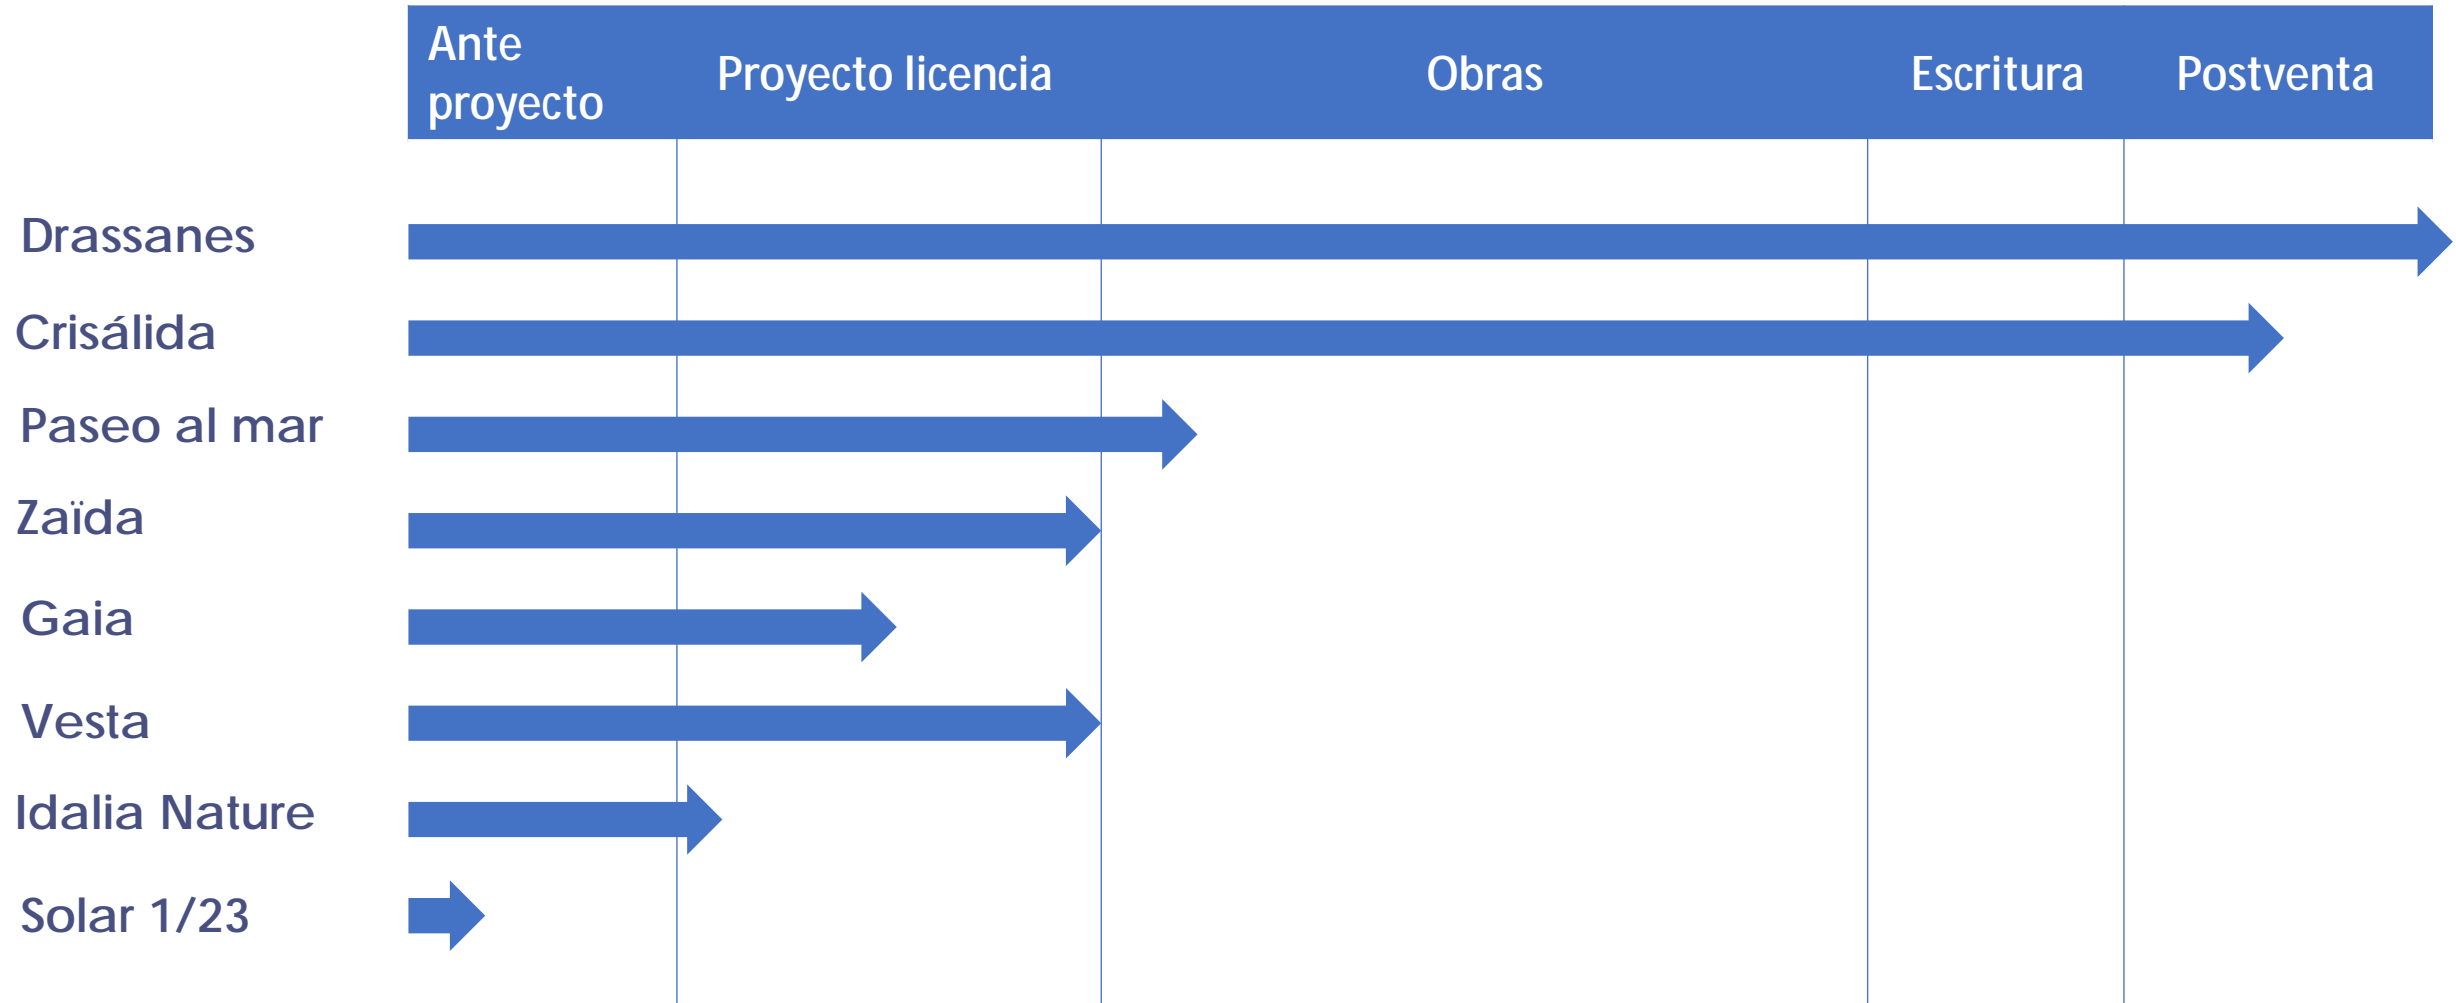 Ante
proyecto
Proyecto licencia
Obras
Escritura
Postventa
Drassanes
Crisálida
Paseo al mar
Zaïda
Gaia
Vesta
Idalia Nature
Solar 1/23